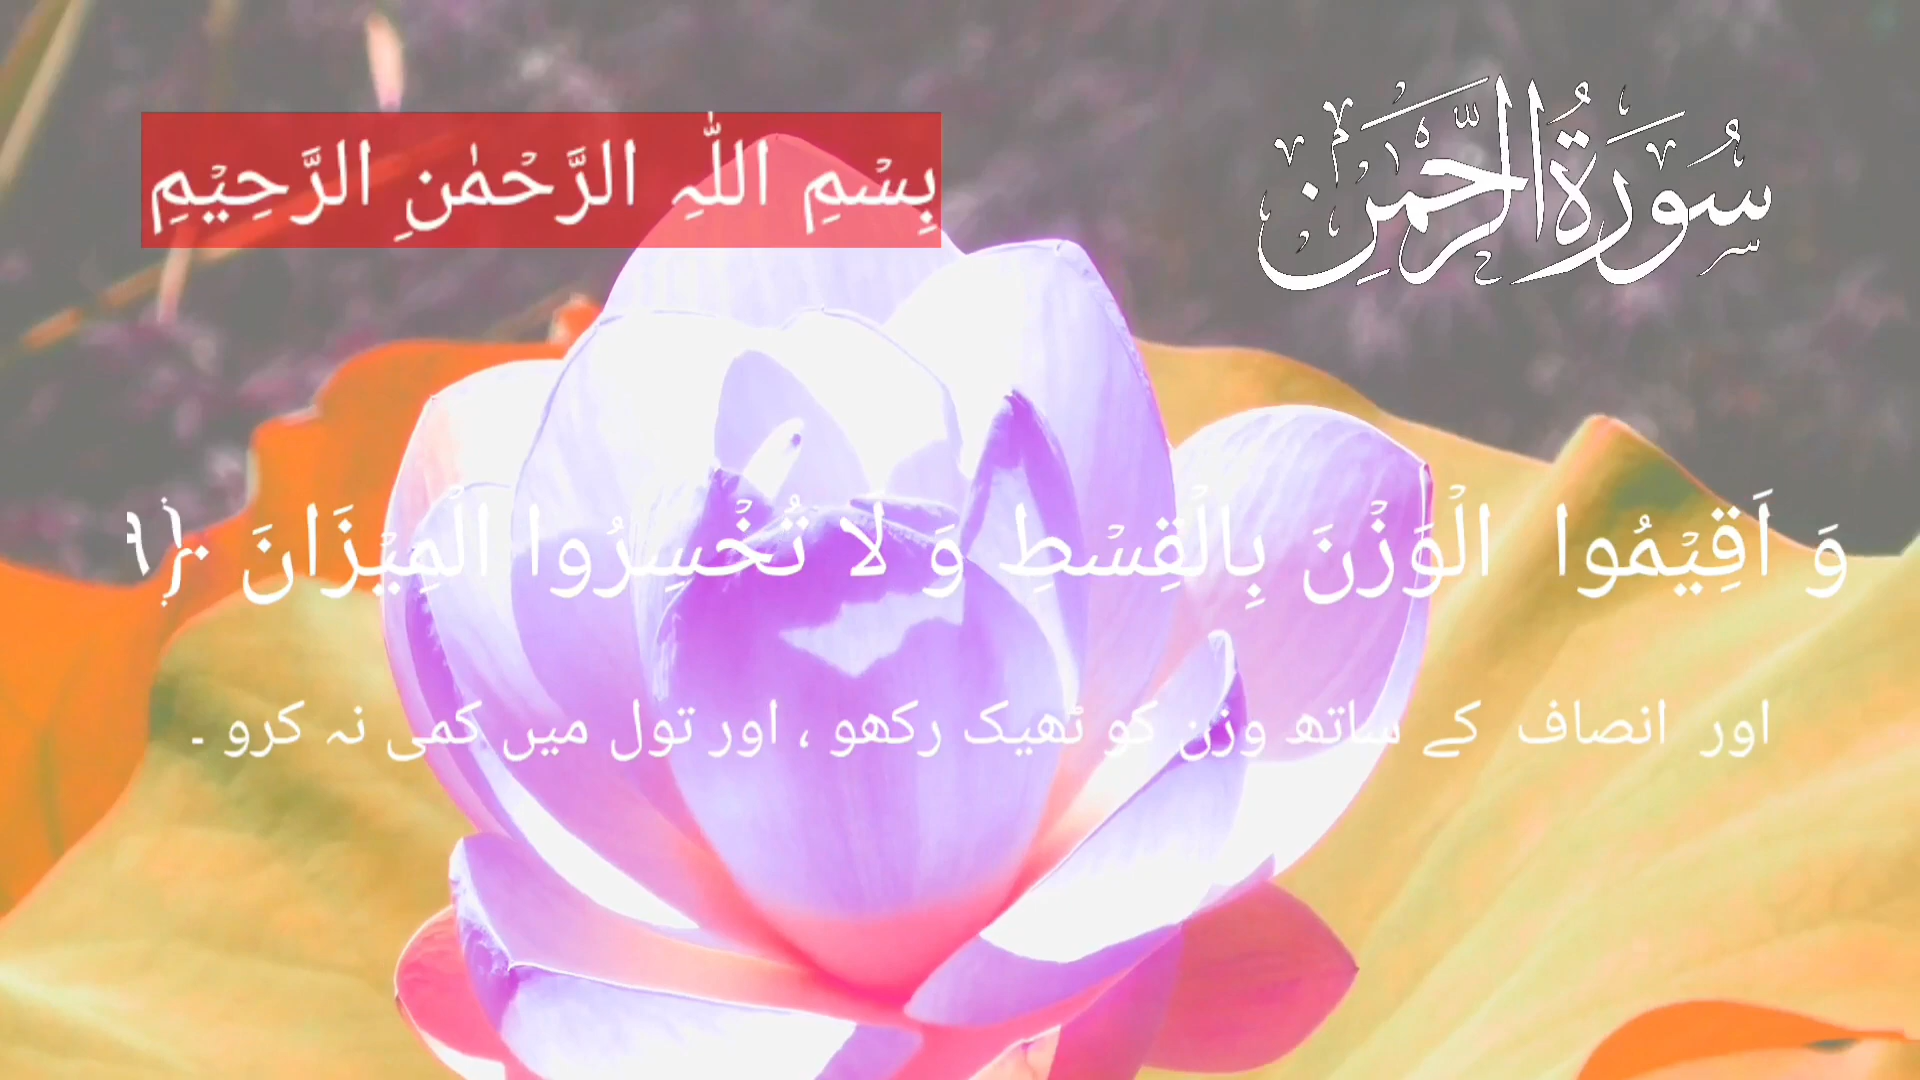 سُورَةُ الرَّحْمٰنِ
بِسْمِ اللّٰہِ الرَّحْمٰنِ الرَّحِیْمِ
وَ اَقِیْمُوا الْوَزْنَ بِالْقِسْطِ وَ لَا تُخْسِرُوا الْمِیْزَانَ
اور انصاف کے ساتھ وزن کو ٹھیک رکھو ، اور تول میں کمی نہ کرو ۔